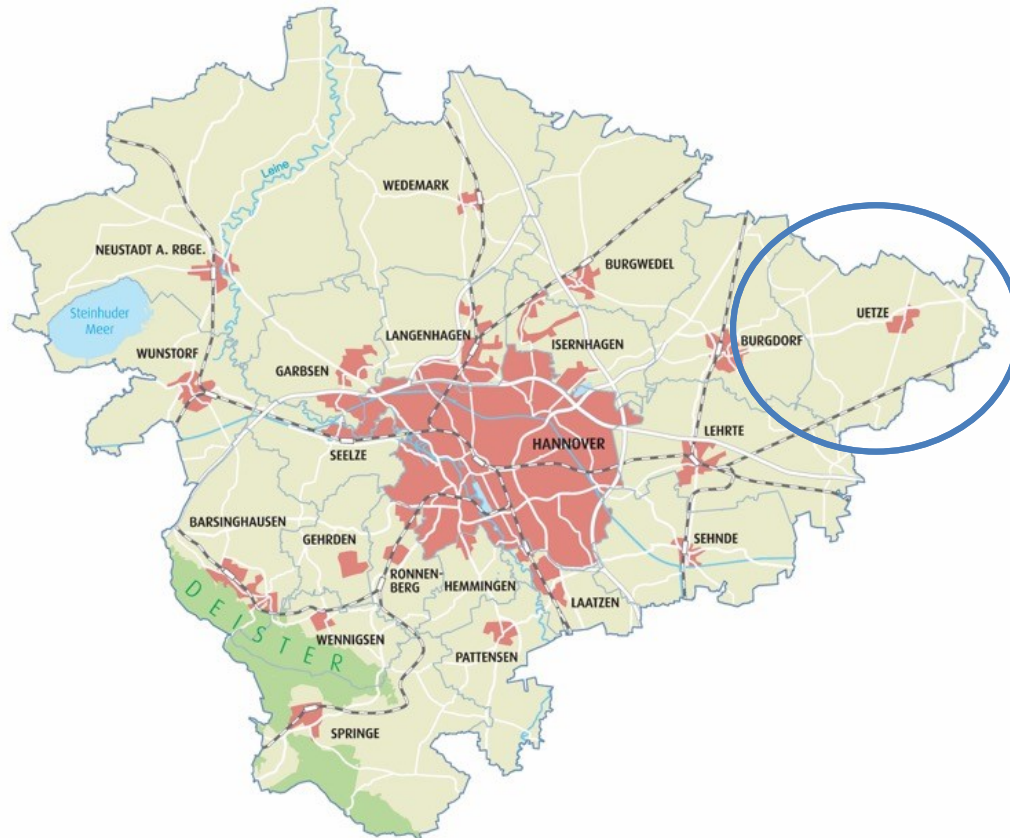 Leine
WEDEMARK
NEUSTADT A. RBGE.
BURGWEDEL
Steinhuder
Meer
UETZE
LANGENHAGEN
ISERNHAGEN
BURGDORF
WUNSTORF
GARBSEN
HANNOVER
LEHRTE
SEELZE
BARSINGHAUSEN
GEHRDEN
SEHNDE
RONNEN-
BERG
HEMMINGEN
LAATZEN
DEISTER
WENNIGSEN
PATTENSEN
SPRINGE